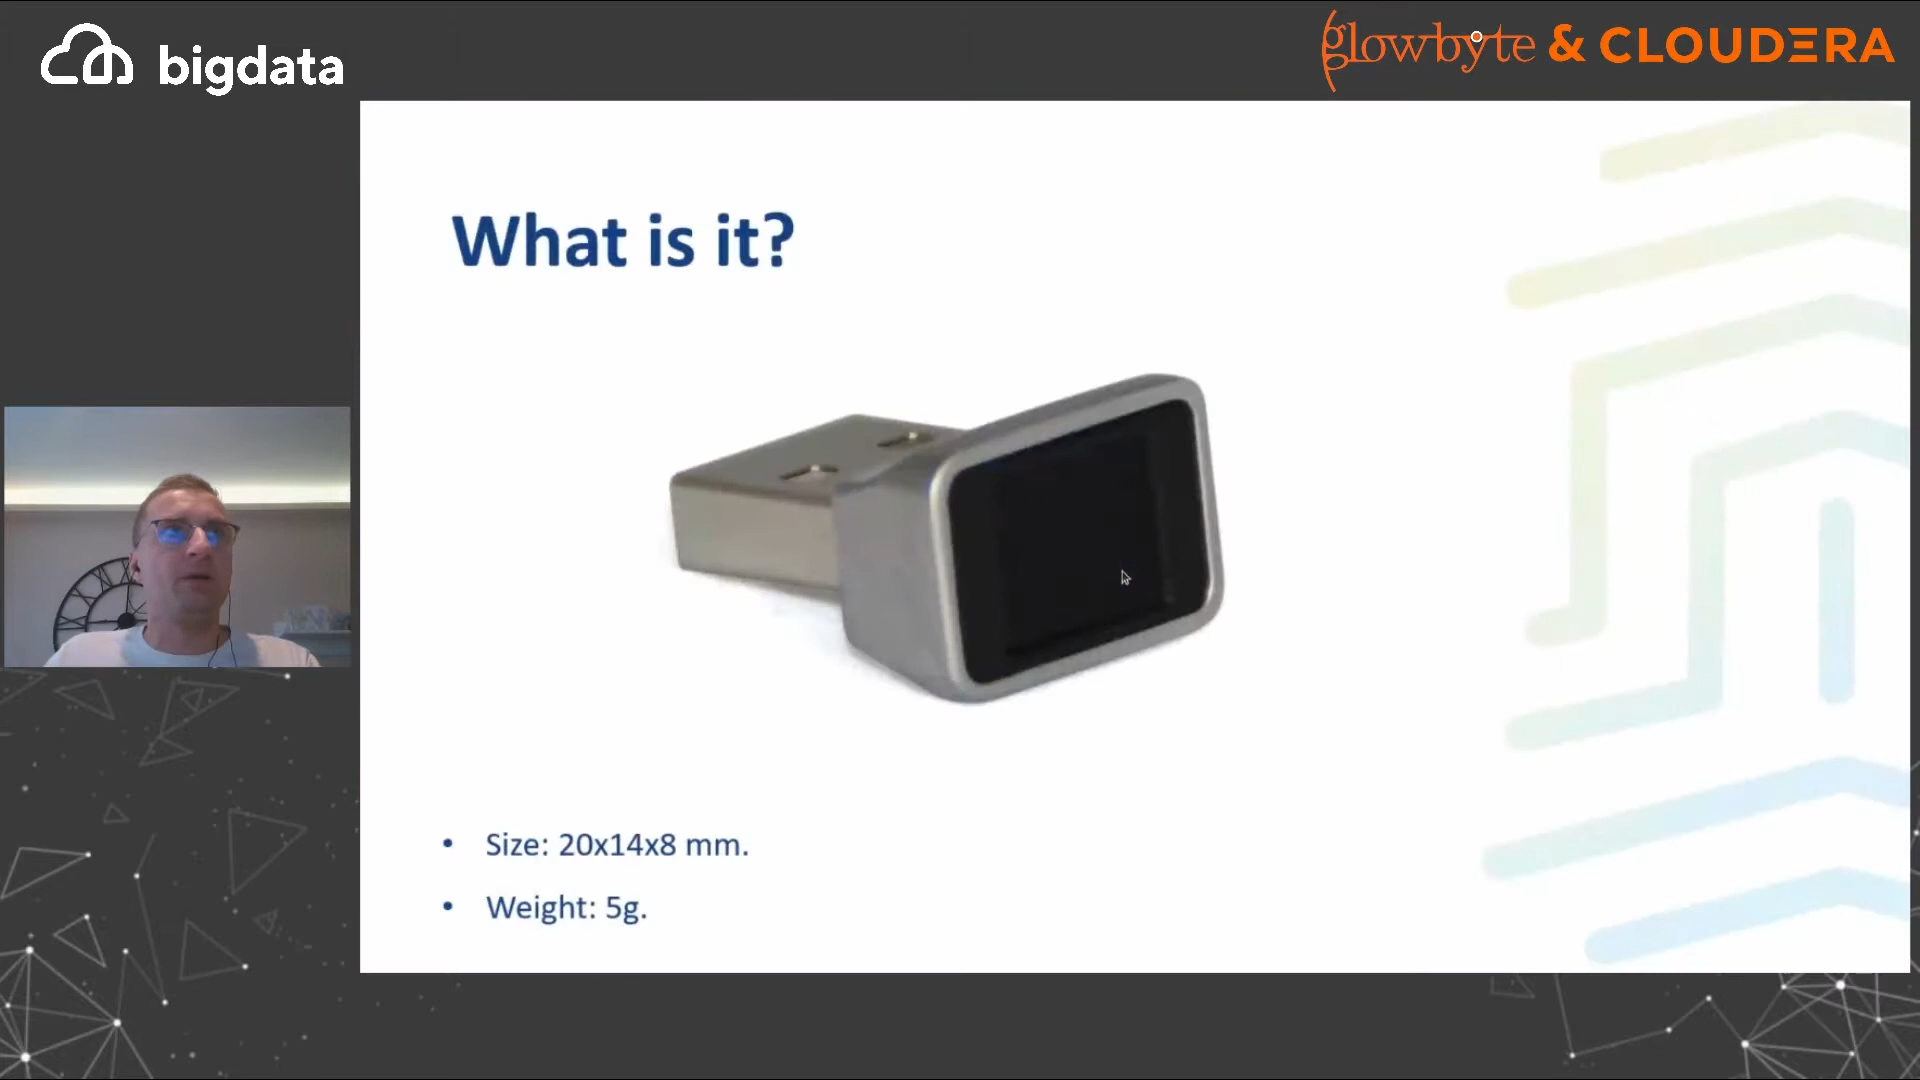 bigdata
glowbyte & CLOUDERA
What is it?
• Size: 20x14x8 mm.
• Weight: 5g.